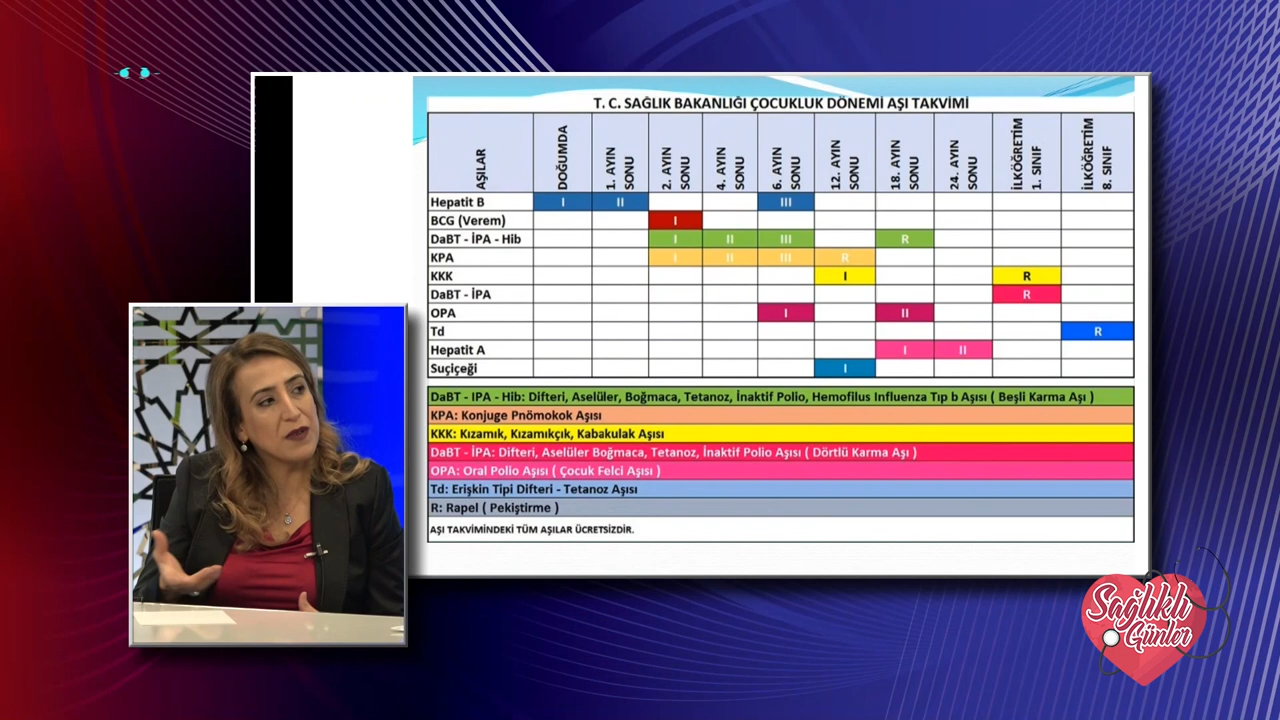 T. C. SAĞLIK BAKANLIĞI ÇOCUKLUK DÖNEMİ AŞI TAKVİMİ
AŞILAR DOĞUMDA 1. AYIN SONU 2. AYIN SONU 4. AYIN SONU 6. AYIN SONU 12. AYIN SONU 18. AYIN SONU 24. AYIN SONU İLKÖĞRETİM 1. SINIF İLKÖĞRETİM 8. SINIF
Hepatit B I II III
BCG (Verem) I
DaBT - İPA - Hib I II III R
KPA I II III R
KKK I R
DaBT - İPA R
OPA I II
Td R
Hepatit A I II
Suçiçeği I
DaBT - IPA - Hib: Difteri, Aselüler, Boğmaca, Tetanoz, İnaktif Polio, Hemofilus Influenza Tıp b Aşısı ( Beşli Karma Aşı )
KPA: Konjuge Pnömokok Aşısı
KKK: Kızamık, Kızamıkçık, Kabakulak Aşısı
DaBT - İPA: Difteri, Aselüler Boğmaca, Tetanoz, İnaktif Polio Aşısı ( Dörtlü Karma Aşı )
OPA: Oral Polio Aşısı ( Çocuk Felci Aşısı )
Td: Erişkin Tipi Difteri - Tetanoz Aşısı
R: Rapel ( Pekiştirme )
AŞI TAKVİMİNDEKİ TÜM AŞILAR ÜCRETSİZDİR.
Sağlıklı
Günler